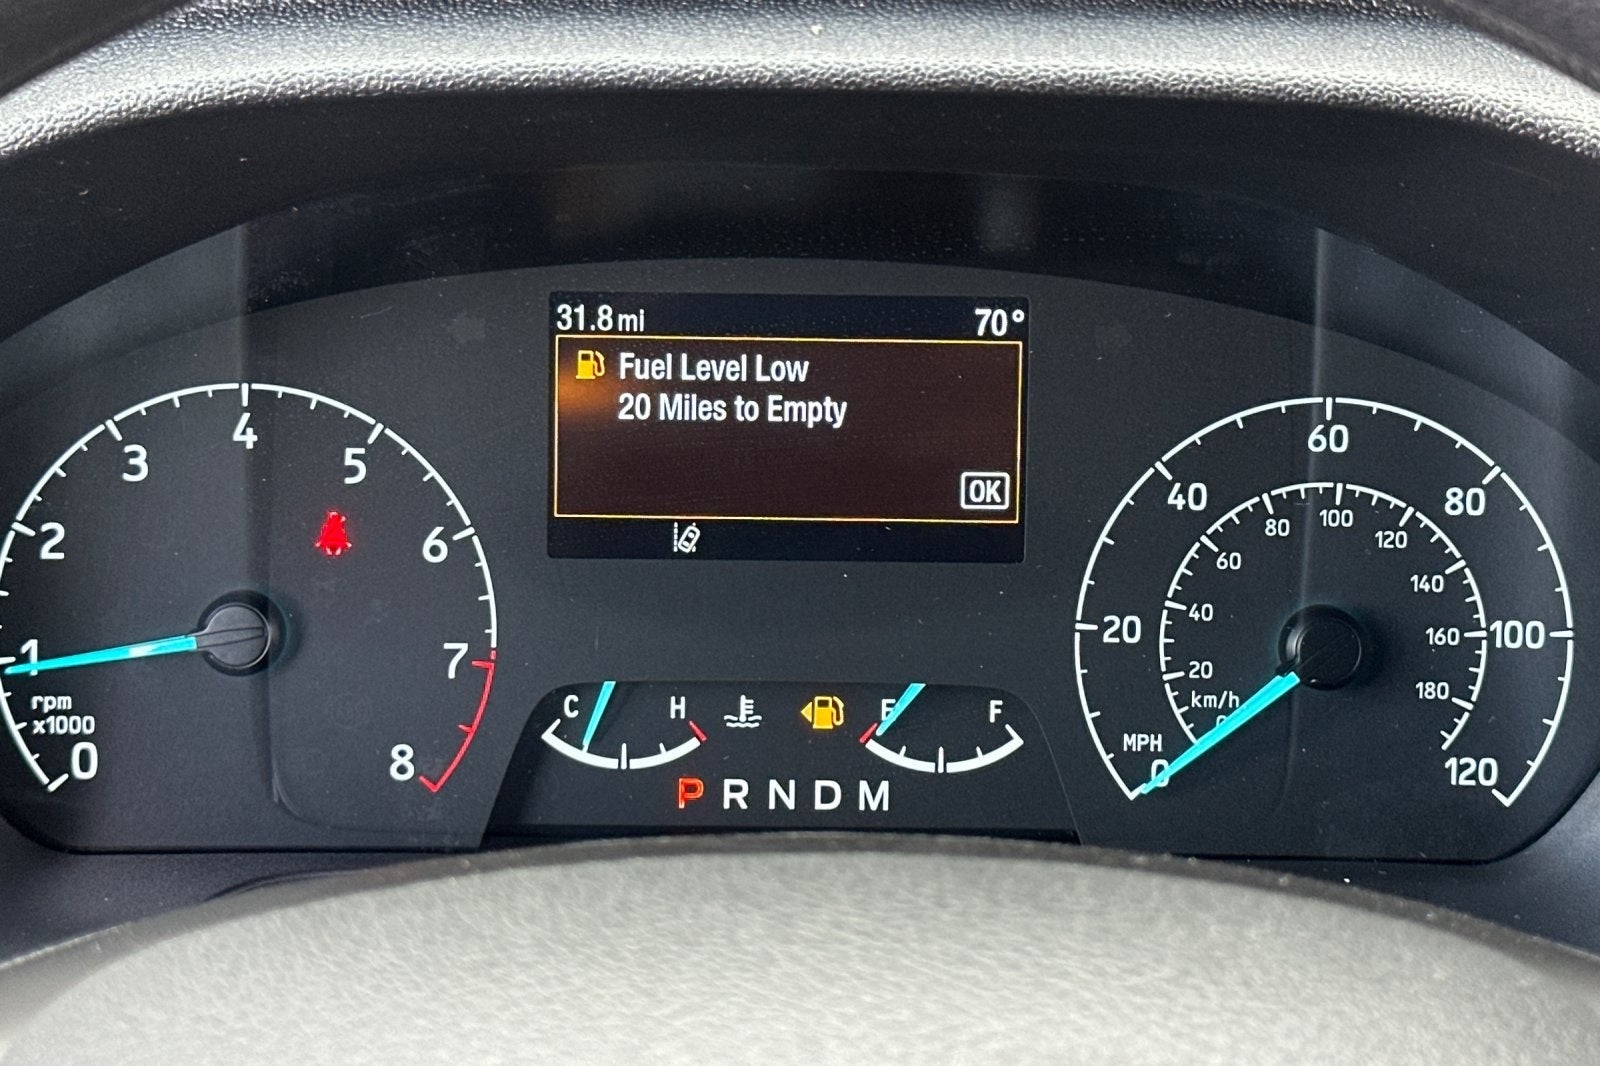 31.8 mi 70°
Fuel Level Low
20 Miles to Empty
OK
0 1 2 3 4 5 6 7 8
rpm
x1000
C H
E F
P R N D M
0 20 40 60 80 100 120
MPH
20 40 60 80 100 120 140 160 180
km/h
0